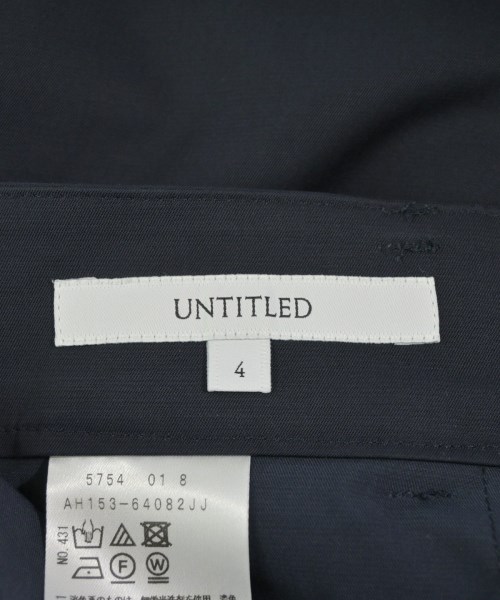 UNTITLED
4
5754 01 8
AH153-64082JJ
NO.431
F W